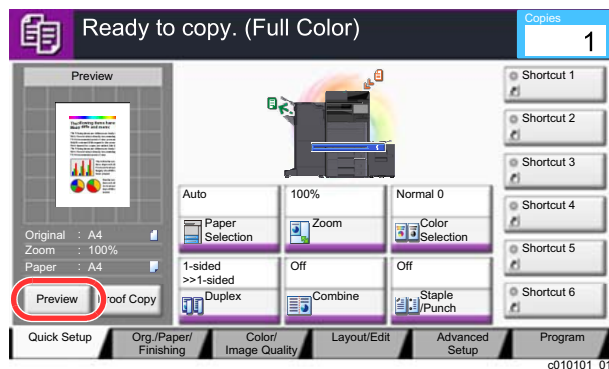 Ready to copy. (Full Color)
Copies
1
Preview
Original : A4
Zoom : 100%
Paper : A4
Preview
Proof Copy
Auto
Paper
Selection
100%
Zoom
Normal 0
Color
Selection
1-sided
>>1-sided
Duplex
Off
Combine
Off
Staple
/Punch
Shortcut 1
Shortcut 2
Shortcut 3
Shortcut 4
Shortcut 5
Shortcut 6
Quick Setup
Org./Paper/
Finishing
Color/
Image Quality
Layout/Edit
Advanced
Setup
Program
c010101_01